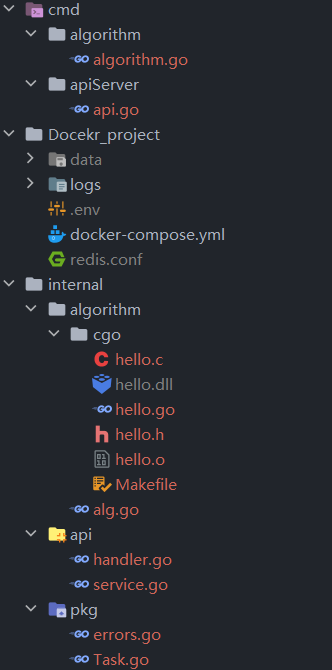 cmd
algorithm
algorithm.go
apiServer
api.go
Docekr_project
data
logs
.env
docker-compose.yml
redis.conf
internal
algorithm
cgo
hello.c
hello.dll
hello.go
hello.h
hello.o
Makefile
alg.go
api
handler.go
service.go
pkg
errors.go
Task.go